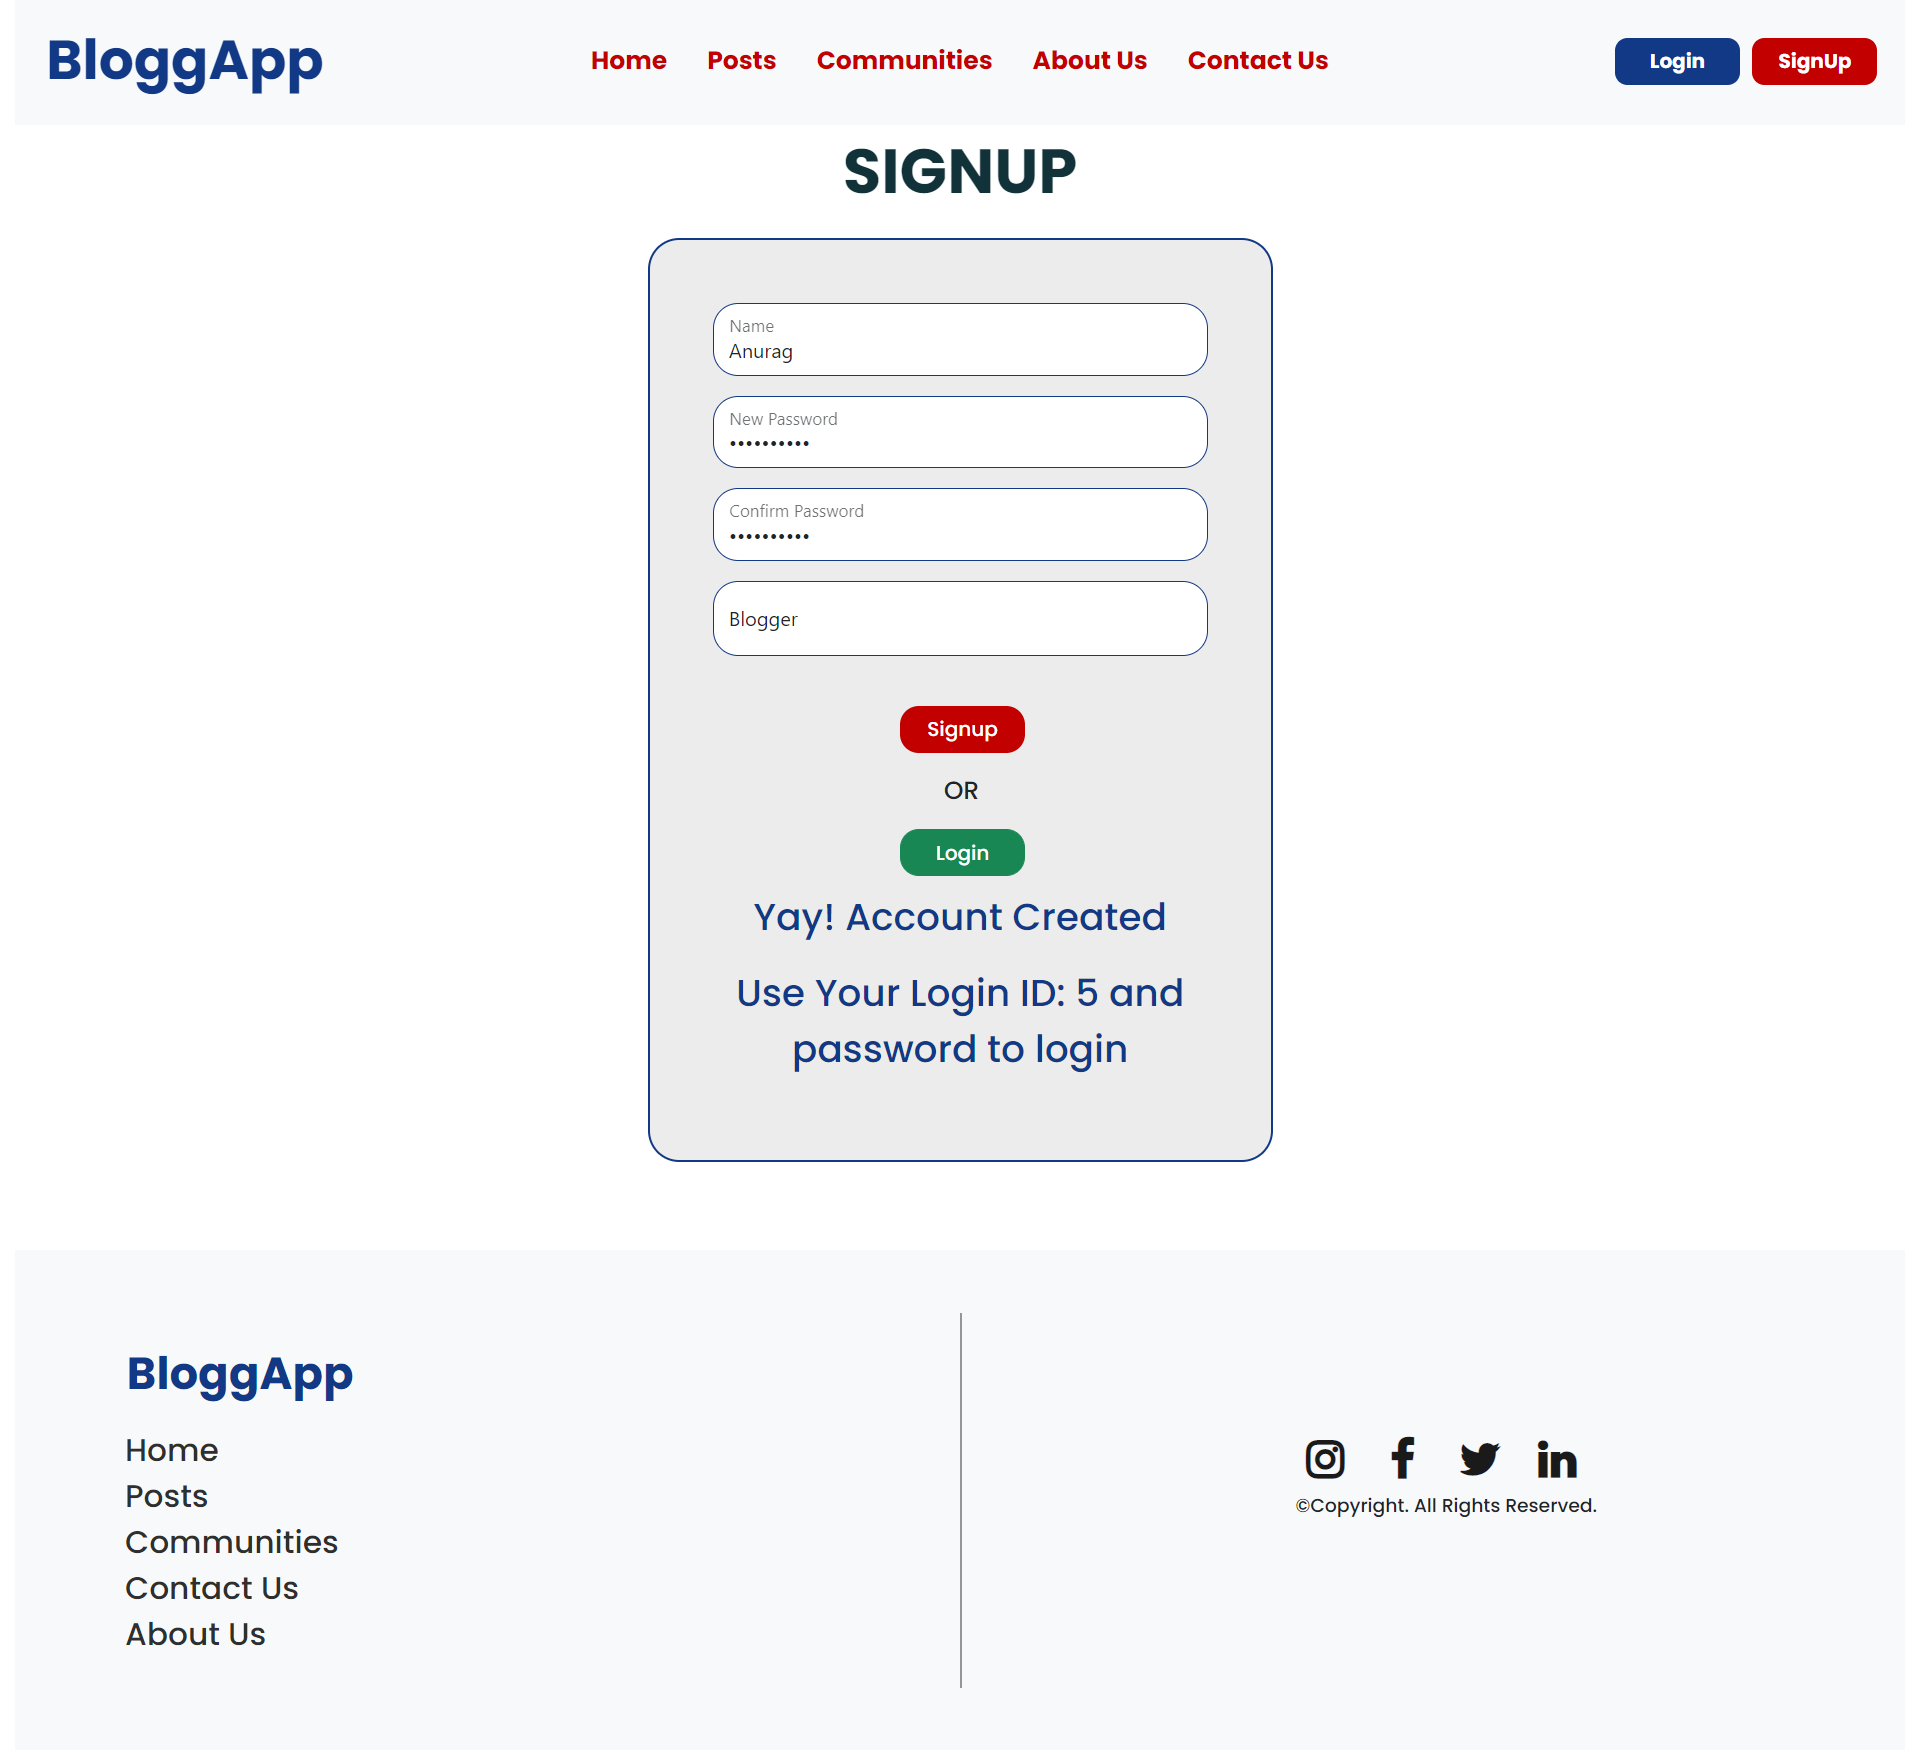 BloggApp
Home Posts Communities About Us Contact Us
Login SignUp
SIGNUP
Name
Anurag
New Password
••••••••••
Confirm Password
••••••••••
Blogger
Signup
OR
Login
Yay! Account Created
Use Your Login ID: 5 and
password to login
BloggApp
Home
Posts
Communities
Contact Us
About Us
©Copyright. All Rights Reserved.